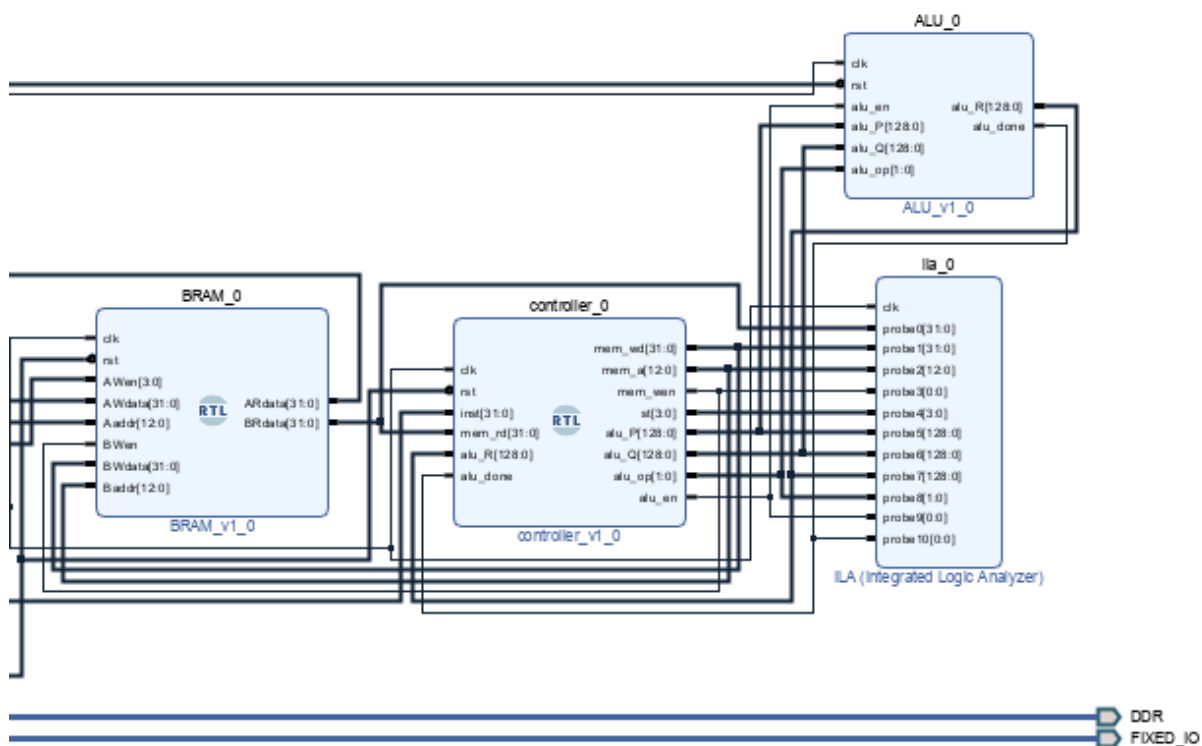 ALU_0
clk
rst
alu_en
alu_P[128:0]
alu_Q[128:0]
alu_op[1:0]
alu_R[128:0]
alu_done
ALU_v1_0
BRAM_0
clk
rst
AWen[3:0]
AWdata[31:0]
Aaddr[12:0]
BWen
BWdata[31:0]
Baddr[12:0]
RTL
ARdata[31:0]
BRdata[31:0]
BRAM_v1_0
controller_0
clk
rst
inst[31:0]
mem_rd[31:0]
alu_R[128:0]
alu_done
RTL
mem_wd[31:0]
mem_a[12:0]
mem_wen
st[3:0]
alu_P[128:0]
alu_Q[128:0]
alu_op[1:0]
alu_en
controller_v1_0
ila_0
clk
probe0[31:0]
probe1[31:0]
probe2[12:0]
probe3[0:0]
probe4[3:0]
probe5[128:0]
probe6[128:0]
probe7[128:0]
probe8[1:0]
probe9[0:0]
probe10[0:0]
ILA (Integrated Logic Analyzer)
DDR
FIXED_IO